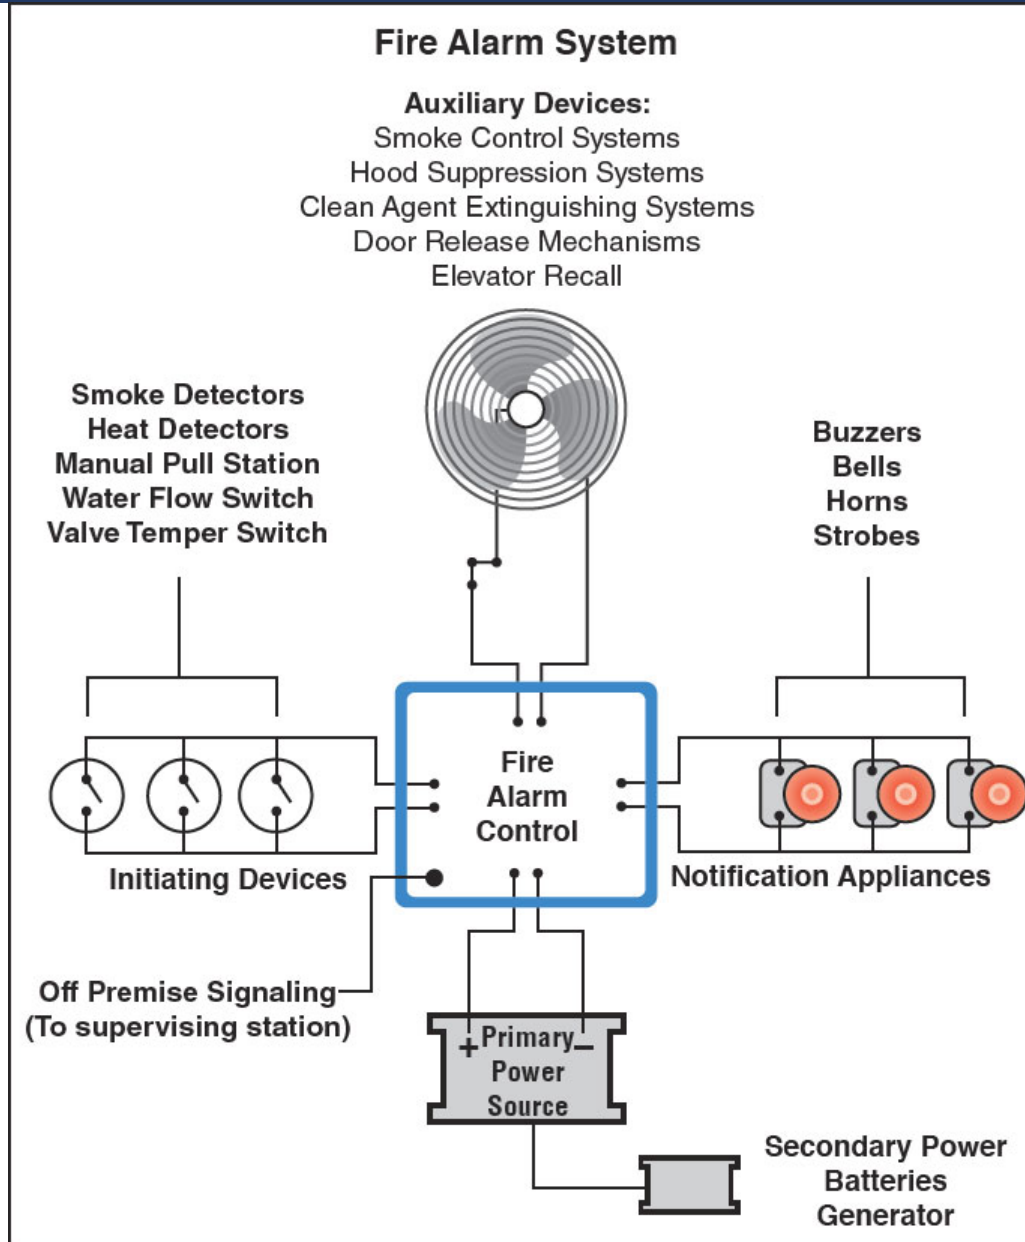 Fire Alarm System
Auxiliary Devices:
Smoke Control Systems
Hood Suppression Systems
Clean Agent Extinguishing Systems
Door Release Mechanisms
Elevator Recall
Smoke Detectors
Heat Detectors
Manual Pull Station
Water Flow Switch
Valve Temper Switch
Buzzers
Bells
Horns
Strobes
Fire
Alarm
Control
Initiating Devices
Notification Appliances
Off Premise Signaling
(To supervising station)
+ Primary –
Power
Source
Secondary Power
Batteries
Generator